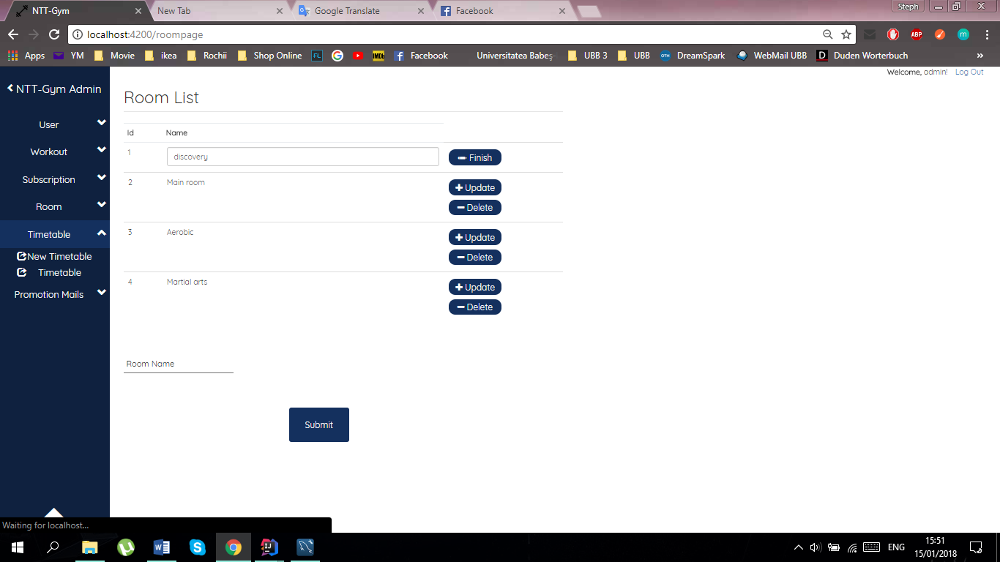 NTT-Gym
New Tab
Google Translate
Facebook
Steph
localhost:4200/roompage
Apps YM Movie ikea Rochii Shop Online FL IMDb Facebook Universitatea Babeș- UBB 3 UBB OTH DreamSpark WebMail UBB D Duden Worterbuch »
ABP
m
Welcome, admin! Log Out
NTT-Gym Admin
User
Workout
Subscription
Room
Timetable
New Timetable
Timetable
Promotion Mails
Room List
Id Name
1 discovery Finish
2 Main room Update
Delete
3 Aerobic Update
Delete
4 Martial arts Update
Delete
Room Name
Submit
Waiting for localhost...
ENG
15:51
15/01/2018